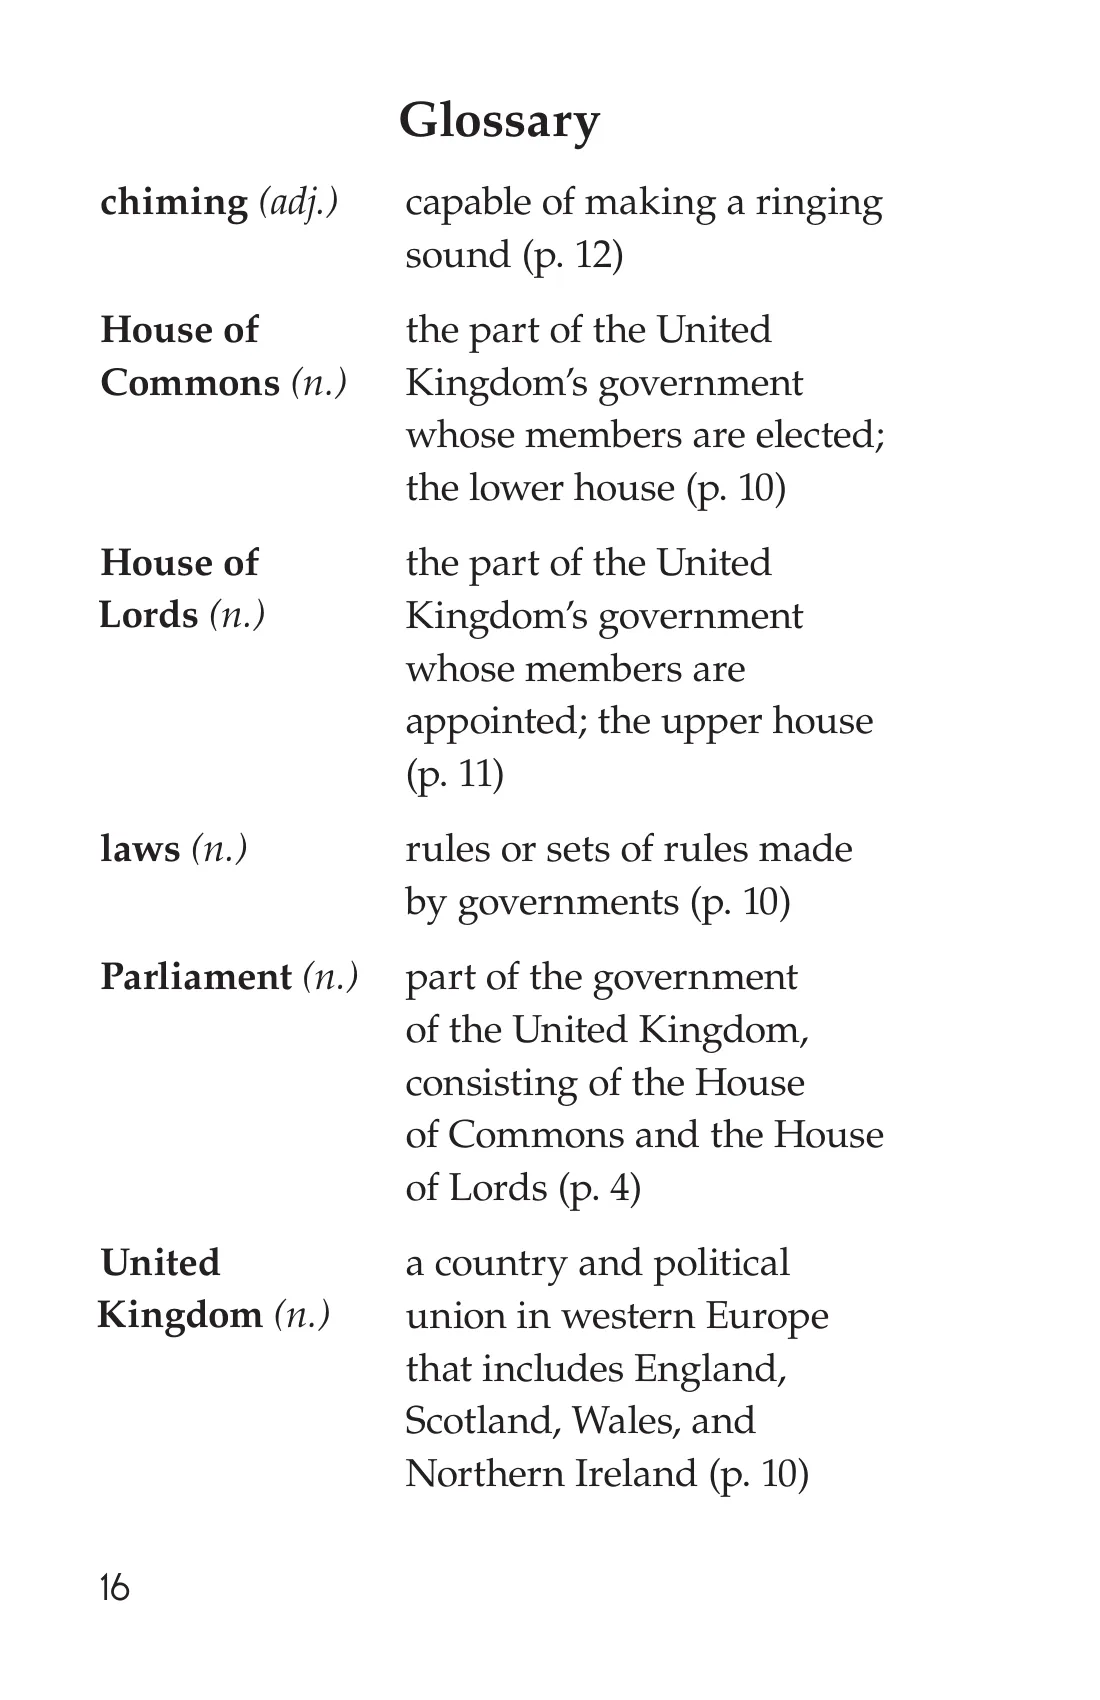 Glossary
chiming (adj.) capable of making a ringing
sound (p. 12)
House of the part of the United
Commons (n.) Kingdom’s government
whose members are elected;
the lower house (p. 10)
House of the part of the United
Lords (n.) Kingdom’s government
whose members are
appointed; the upper house
(p. 11)
laws (n.) rules or sets of rules made
by governments (p. 10)
Parliament (n.) part of the government
of the United Kingdom,
consisting of the House
of Commons and the House
of Lords (p. 4)
United a country and political
Kingdom (n.) union in western Europe
that includes England,
Scotland, Wales, and
Northern Ireland (p. 10)
16